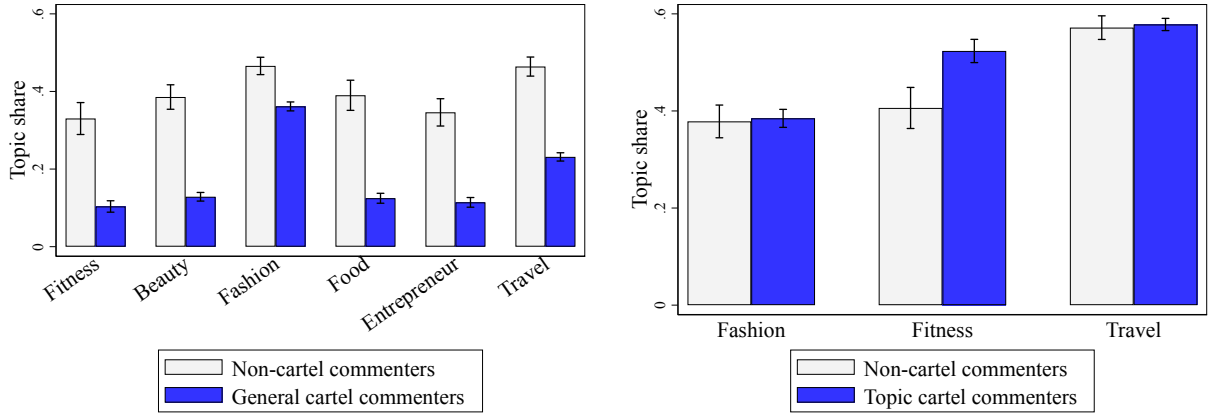 Topic share
0 .2 .4 .6
Fitness Beauty Fashion Food Entrepreneur Travel
Non-cartel commenters
General cartel commenters
Topic share
0 .2 .4 .6
Fashion Fitness Travel
Non-cartel commenters
Topic cartel commenters